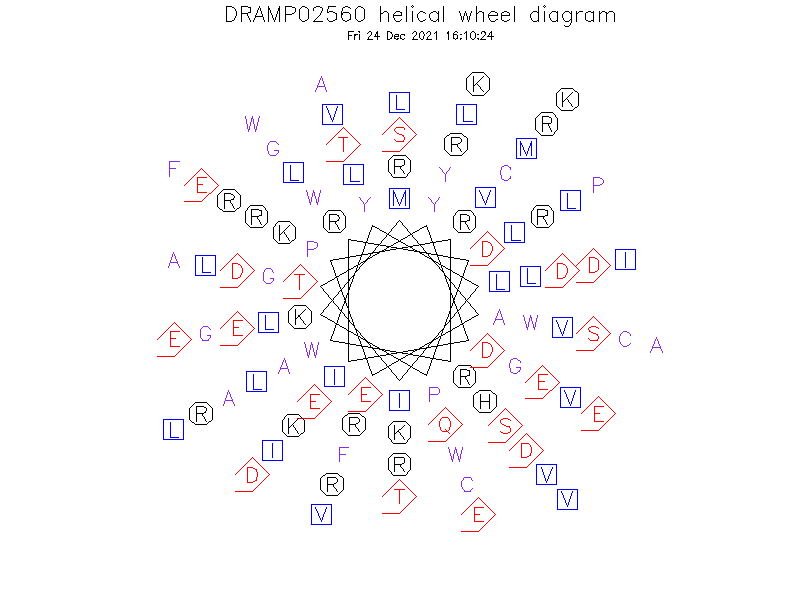 DRAMP02560 helical wheel diagram
Fri 24 Dec 2021 16:10:24
A K
L K
V L
W R
S
T R
G M
R
F L L Y C
E P
R W M V L
Y Y
R R R R
K L
P D
A L D G T L L D D I
E G E L K A W V S C A
W D
A G
L I R E
A E E I P H V
R E
L K R K Q S
I F W D
R
D V
R C
T V
V E